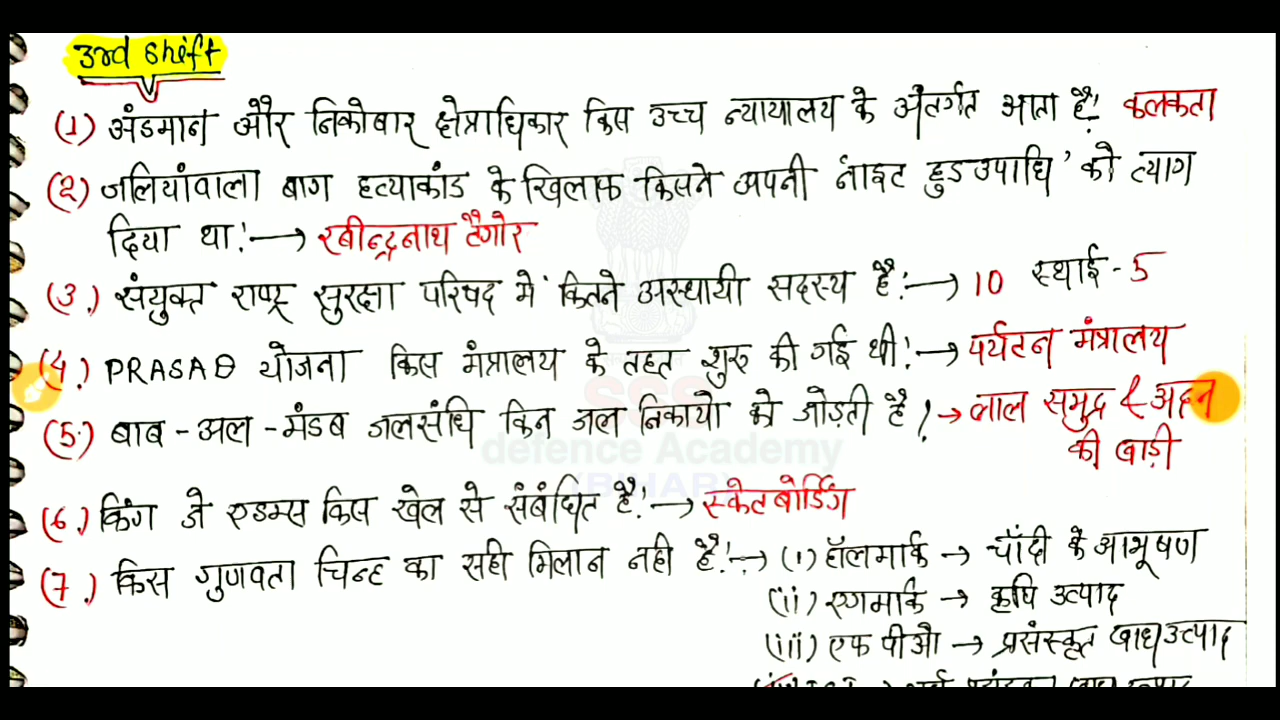 3rd Shift
(1) अंडमान और निकोबार क्षेत्राधिकार किस उच्च न्यायालय के अंतर्गत आता है? कलकता
(2) जलियांवाला बाग हत्याकांड के खिलाफ किसने अपनी 'नाइट हुड उपाधि' को त्याग
दिया था? → रबीन्द्रनाथ टैगोर
(3.) संयुक्त राष्ट्र सुरक्षा परिषद में कितने अस्थायी सदस्य है? → 10 स्थाई - 5
(4.) PRASAD योजना किस मंत्रालय के तहत शुरू की गई थी? → पर्यटन मंत्रालय
(5.) बाब - अल - मंडब जलसंधि किन जल निकायो को जोड़ती है? → लाल समुद्र & अदन
की खाड़ी
defence Academy
(BIHAR)
(6.) किंग जे एडम्स किस खेल से संबंधित है? → स्केटबोर्डिंग
(7.) किस गुणवता चिन्ह का सही मिलान नही है? → (i) हॉलमार्क → चाँदी के आभूषण
(ii) एगमार्क → कृषि उत्पाद
(iii) एफ पीओ → प्रसंस्कृत खाद्य उत्पाद